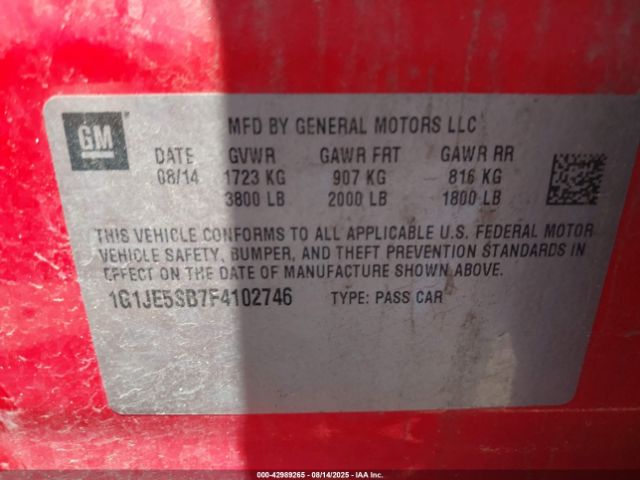 GM
MFD BY GENERAL MOTORS LLC
DATE GVWR GAWR FRT GAWR RR
08/14 1723 KG 907 KG 816 KG
3800 LB 2000 LB 1800 LB
THIS VEHICLE CONFORMS TO ALL APPLICABLE U.S. FEDERAL MOTOR
VEHICLE SAFETY, BUMPER, AND THEFT PREVENTION STANDARDS IN
EFFECT ON THE DATE OF MANUFACTURE SHOWN ABOVE.
1G1JE5SB7F4102746 TYPE: PASS CAR
00-42989265 - 08/14/2025 - IAA Inc.